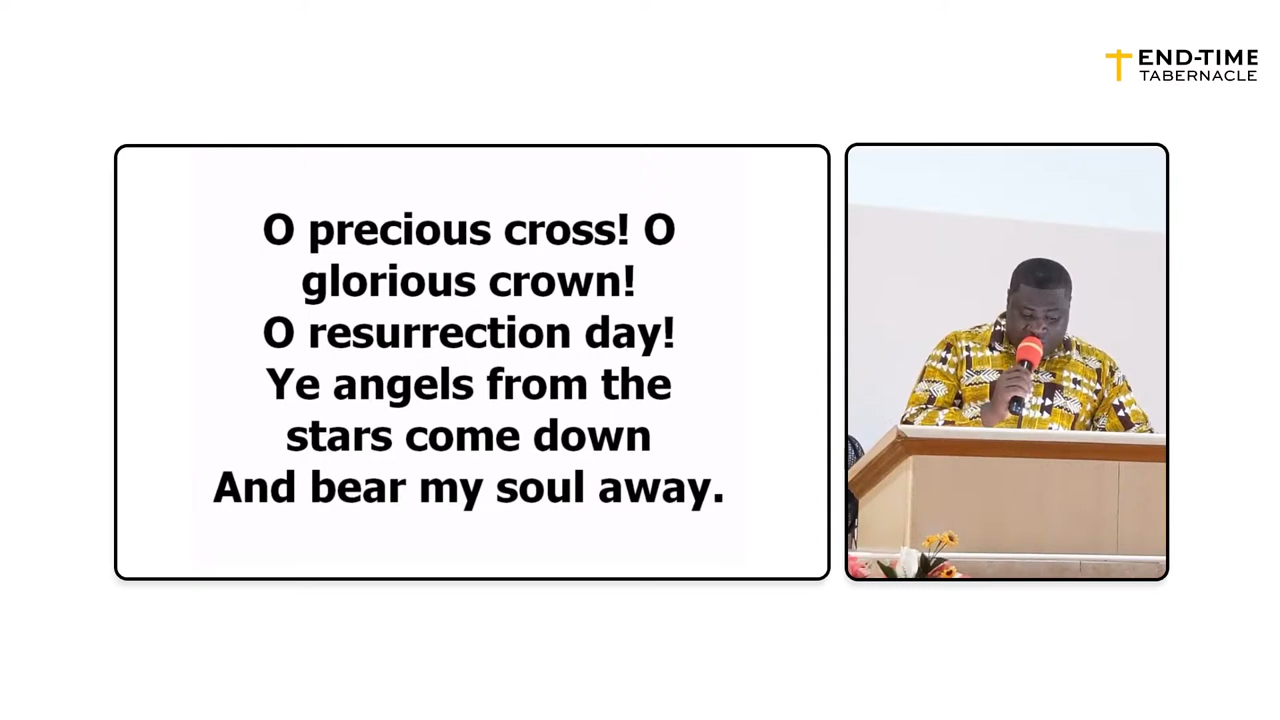 END-TIME
TABERNACLE
O precious cross! O
glorious crown!
O resurrection day!
Ye angels from the
stars come down
And bear my soul away.